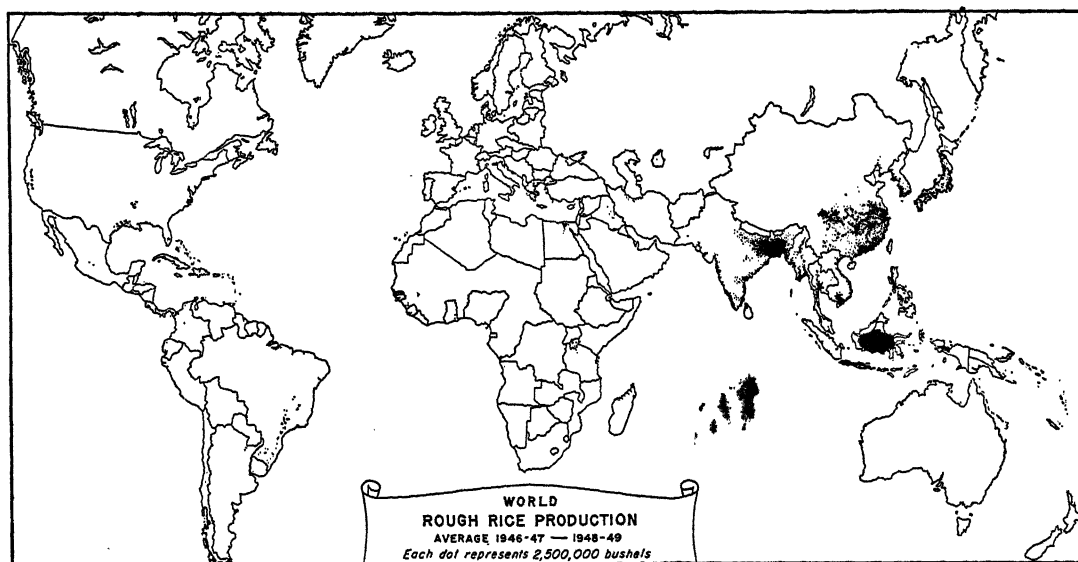 WORLD
ROUGH RICE PRODUCTION
AVERAGE 1946-47 — 1948-49
Each dot represents 2,500,000 bushels